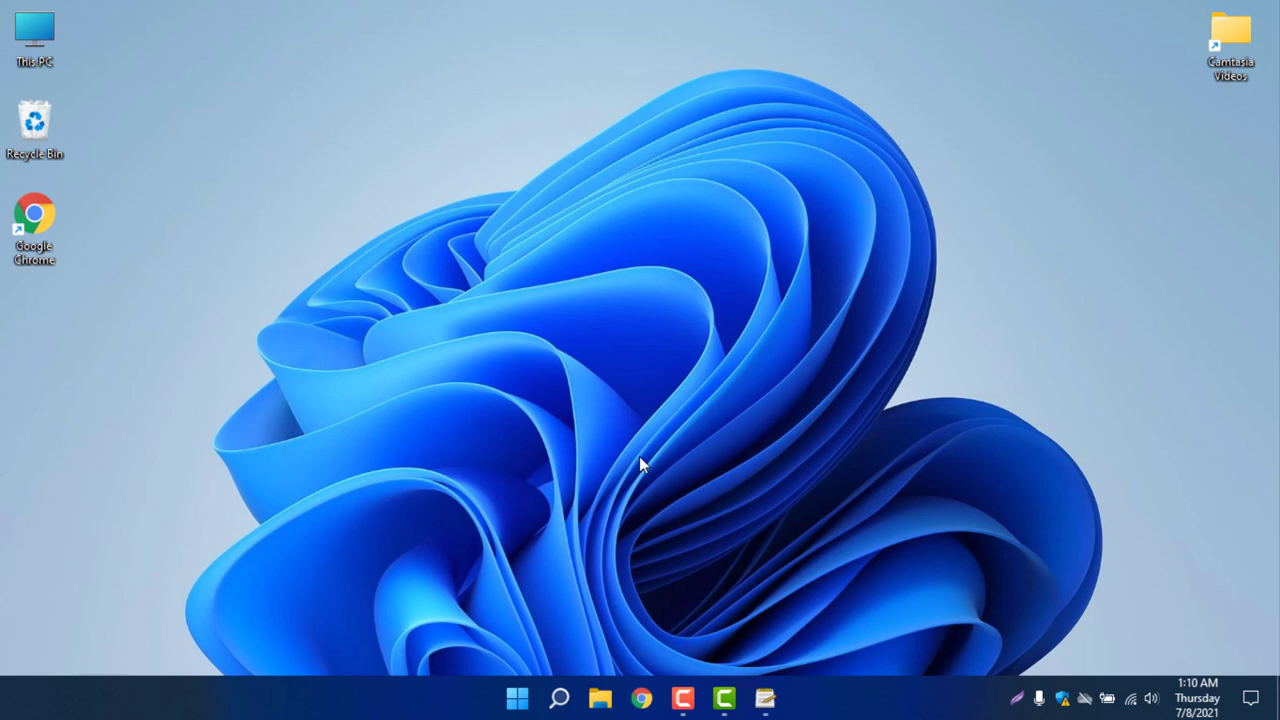 This PC
Recycle Bin
Google
Chrome
Camtasia
Videos
1:10 AM
Thursday
7/8/2021